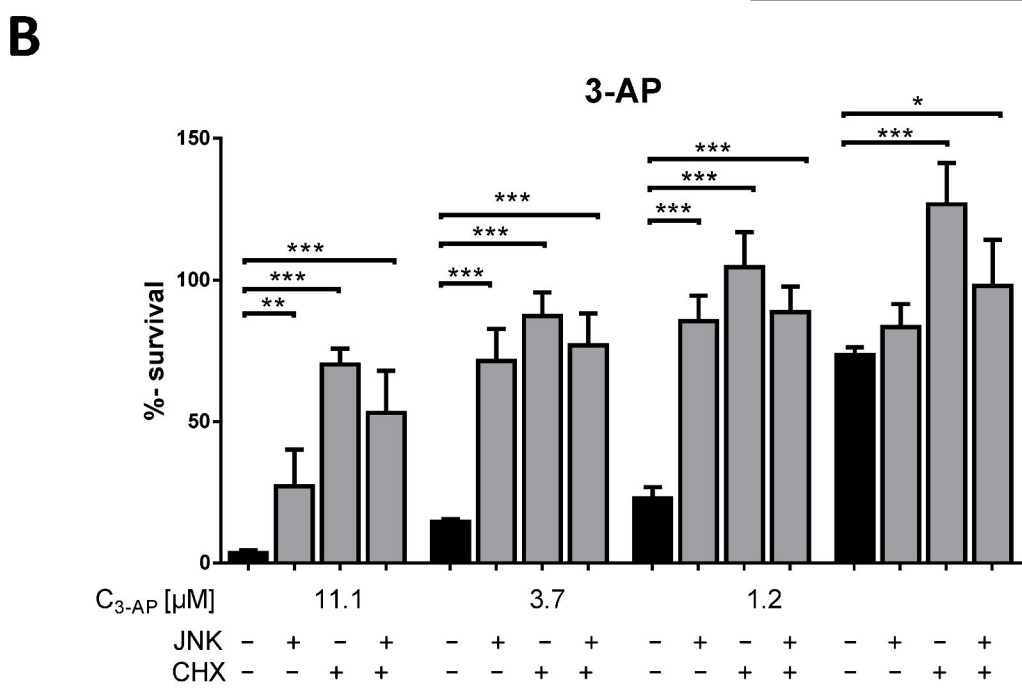 B
3-AP
150
100
50
0
%- survival
*** *** **
*** *** ***
*** *** ***
* ***
C3-AP [µM] 11.1 3.7 1.2
JNK – + – + – + – + – + – + – + – +
CHX – – + + – – + + – – + + – – + +